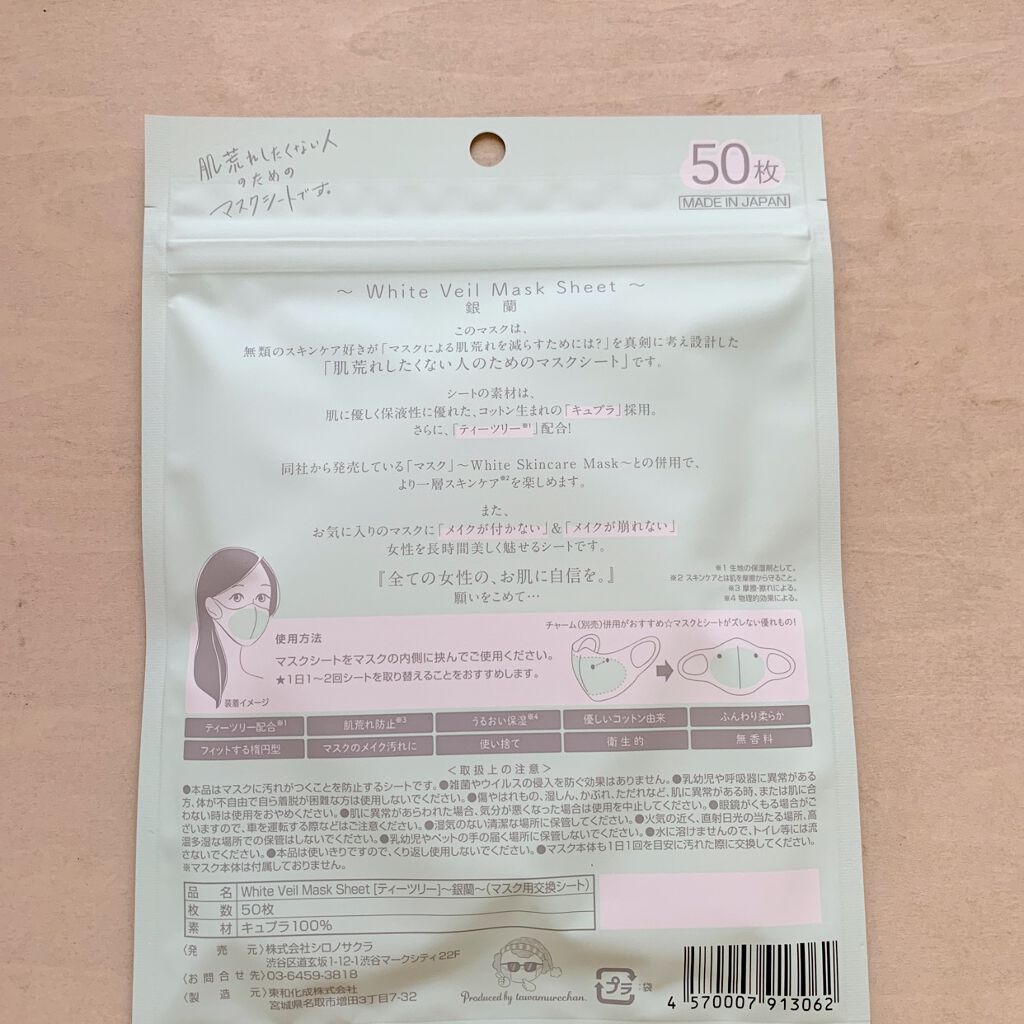 肌荒れしたくない人
のための
マスクシートです。
50枚
MADE IN JAPAN
～ White Veil Mask Sheet ～
銀 蘭
このマスクは、
無類のスキンケア好きが「マスクによる肌荒れを減らすためには?」を真剣に考え設計した
「肌荒れしたくない人のためのマスクシート」です。
シートの素材は、
肌に優しく保液性に優れた、コットン生まれの「キュプラ」採用。
さらに、「ティーツリー※1」配合!
同社から発売している「マスク」～White Skincare Mask～との併用で、
より一層スキンケア※2を楽しめます。
また、
お気に入りのマスクに「メイクが付かない」&「メイクが崩れない」
女性を長時間美しく魅せるシートです。
『全ての女性の、お肌に自信を。』
願いをこめて…
※1 生地の保湿剤として。
※2 スキンケアとは肌を摩擦から守ること。
※3 摩擦・擦れによる。
※4 物理的効果による。
チャーム(別売)併用がおすすめ☆マスクとシートがズレない優れもの!
使用方法
マスクシートをマスクの内側に挟んでご使用ください。
★1日1～2回シートを取り替えることをおすすめします。
装着イメージ
ティーツリー配合※1 肌荒れ防止※3 うるおい保湿※4 優しいコットン由来 ふんわり柔らか
フィットする楕円型 マスクのメイク汚れに 使い捨て 衛生的 無香料
<取扱上の注意>
●本品はマスクに汚れがつくことを防止するシートです。●雑菌やウイルスの侵入を防ぐ効果はありません。●乳幼児や呼吸器に異常がある
方、体が不自由で自ら着脱が困難な方は使用しないでください。●傷やはれもの、湿しん、かぶれ、ただれなど、肌に異常がある時、または肌に合
わない時は使用をおやめください。●肌に異常があらわれた場合、気分が悪くなった場合は使用を中止してください。●眼鏡がくもる場合がご
ざいますので、車を運転する際などはご注意ください。●湿気のない清潔な場所に保管してください。●火気の近く、直射日光の当たる場所、高
温多湿な場所での保管はしないでください。●乳幼児やペットの手の届く場所に保管しないでください。●水に溶けませんので、トイレ等には流
さないでください。●本品は使いきりですので、くり返し使用しないでください。●マスク本体も1日1回を目安に汚れた際に交換してください。
※マスク本体は付属しておりません。
品 名 White Veil Mask Sheet [ティーツリー]～銀蘭～(マスク用交換シート)
枚 数 50枚
素 材 キュプラ100%
〈発 売 元〉株式会社シロノサクラ
渋谷区道玄坂1-12-1渋谷マークシティ22F
〈お問合せ先〉03-6459-3818
〈製 造 元〉東和化成株式会社
宮城県名取市増田3丁目7-32
Produced by tawamurechan.
プラ :袋
4 570007 913062